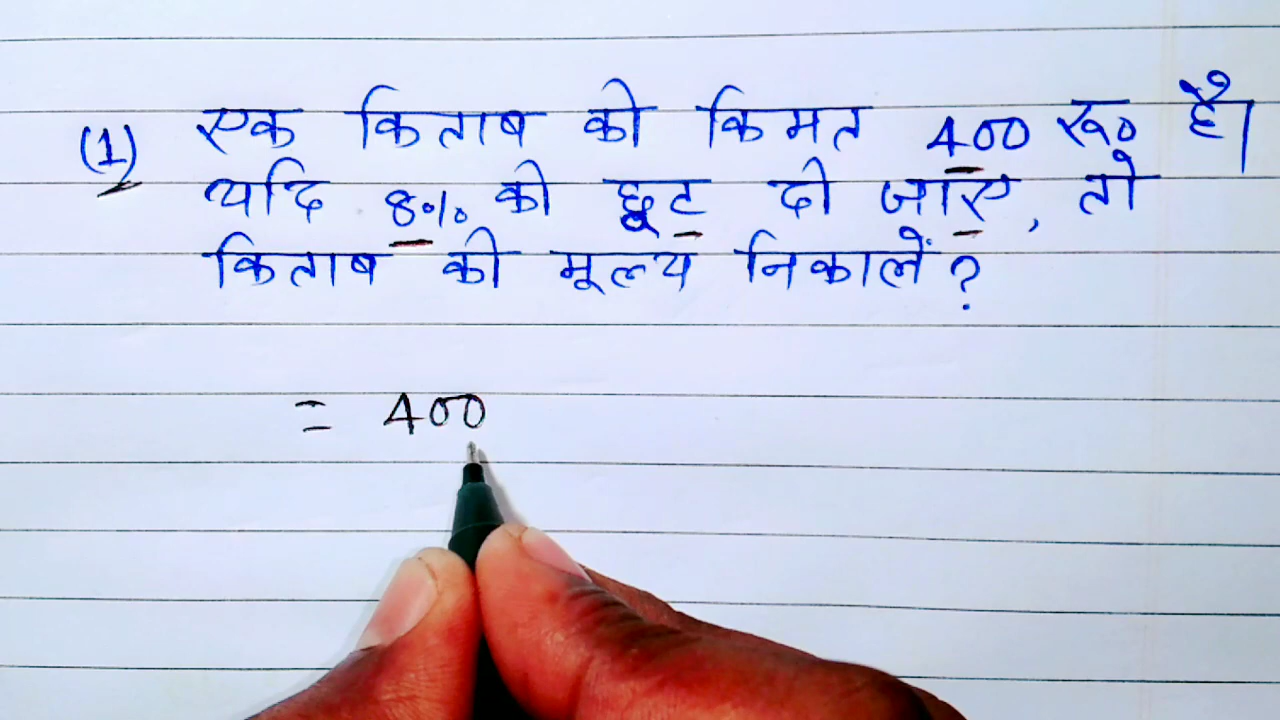 (1) एक किताब की किमत 400 रू० है।
यदि 8% की छूट दी जाए, तो
किताब की मूल्य निकालें?
= 400